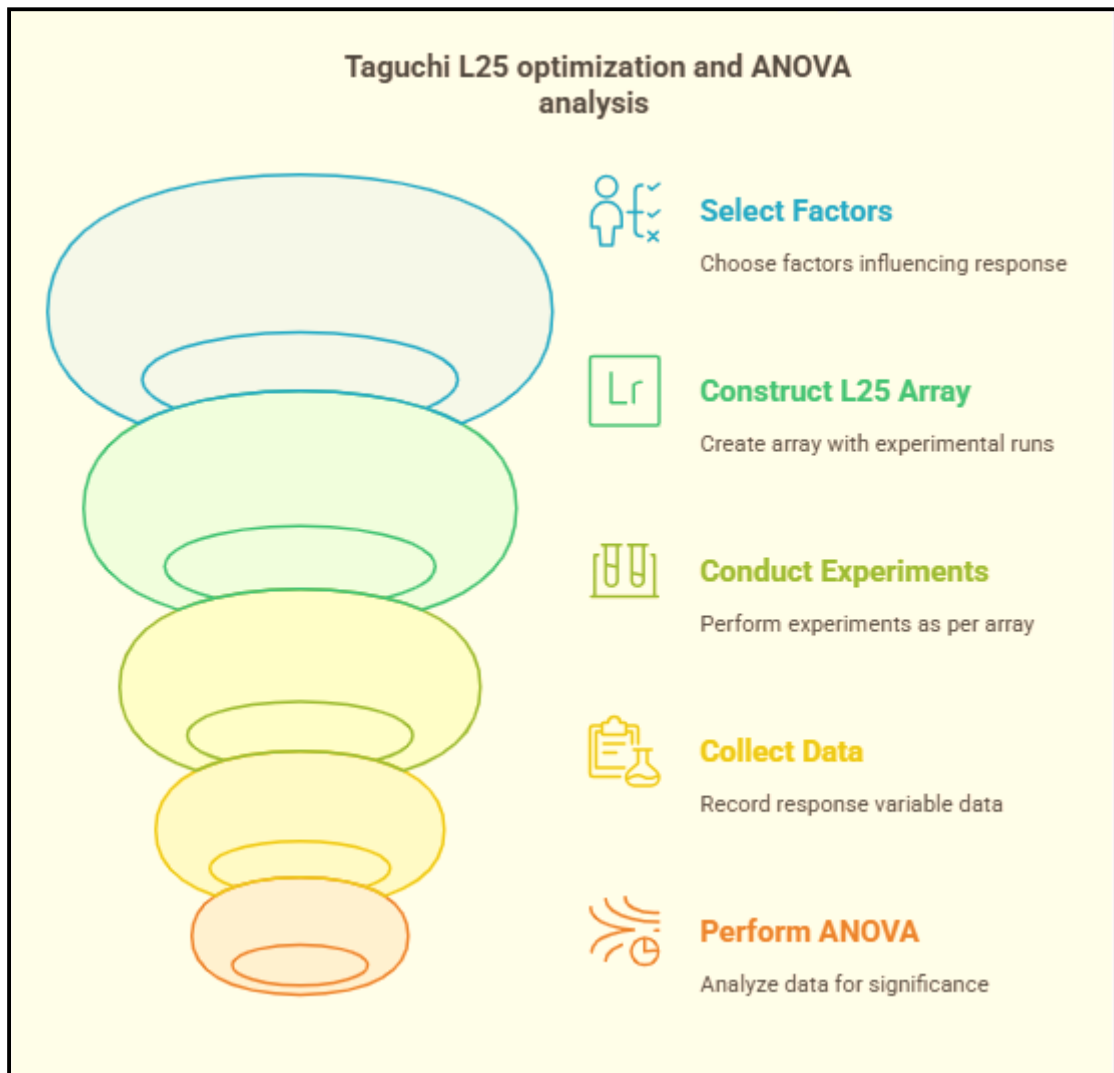 Taguchi L25 optimization and ANOVA
analysis
Select Factors
Choose factors influencing response
Lr
Construct L25 Array
Create array with experimental runs
Conduct Experiments
Perform experiments as per array
Collect Data
Record response variable data
Perform ANOVA
Analyze data for significance